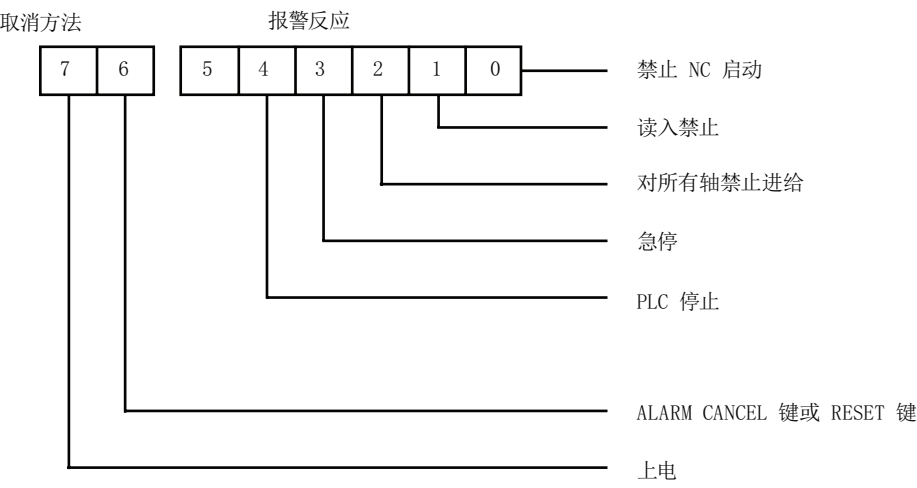 取消方法 报警反应
7 6 5 4 3 2 1 0 禁止 NC 启动
读入禁止
对所有轴禁止进给
急停
PLC 停止
ALARM CANCEL 键或 RESET 键
上电